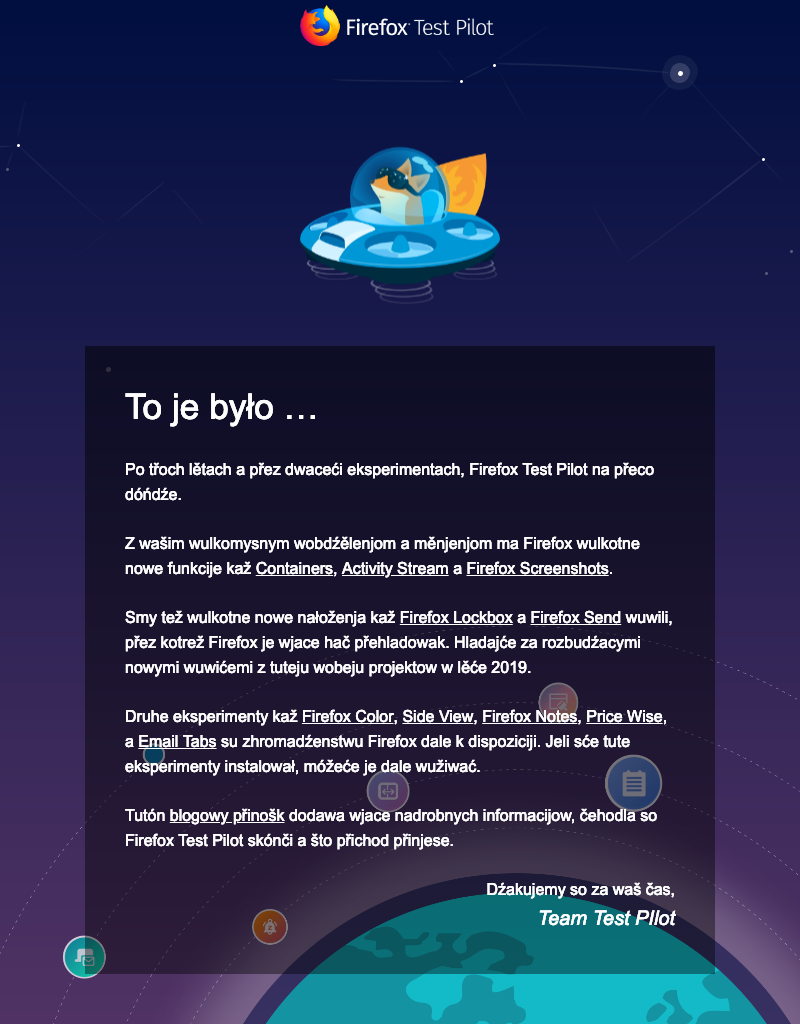 Firefox Test Pilot
To je było …
Po třoch lětach a přez dwaceći eksperimentach, Firefox Test Pilot na přeco
dóńdźe.
Z wašim wulkomysnym wobdźělenjom a měnjenjom ma Firefox wulkotne
nowe funkcije kaž Containers, Activity Stream a Firefox Screenshots.
Smy tež wulkotne nowe nałoženja kaž Firefox Lockbox a Firefox Send wuwili,
přez kotrež Firefox je wjace hač přehladowak. Hladajće za rozbudźacymi
nowymi wuwićemi z tuteju wobeju projektow w lěće 2019.
Druhe eksperimenty kaž Firefox Color, Side View, Firefox Notes, Price Wise,
a Email Tabs su zhromadźenstwu Firefox dale k dispoziciji. Jeli sće tute
eksperimenty instalował, móžeće je dale wužiwać.
Tutón blogowy přinošk dodawa wjace nadrobnych informacijow, čehodla so
Firefox Test Pilot skónči a što přichod přinjese.
Dźakujemy so za waš čas,
Team Test PIlot